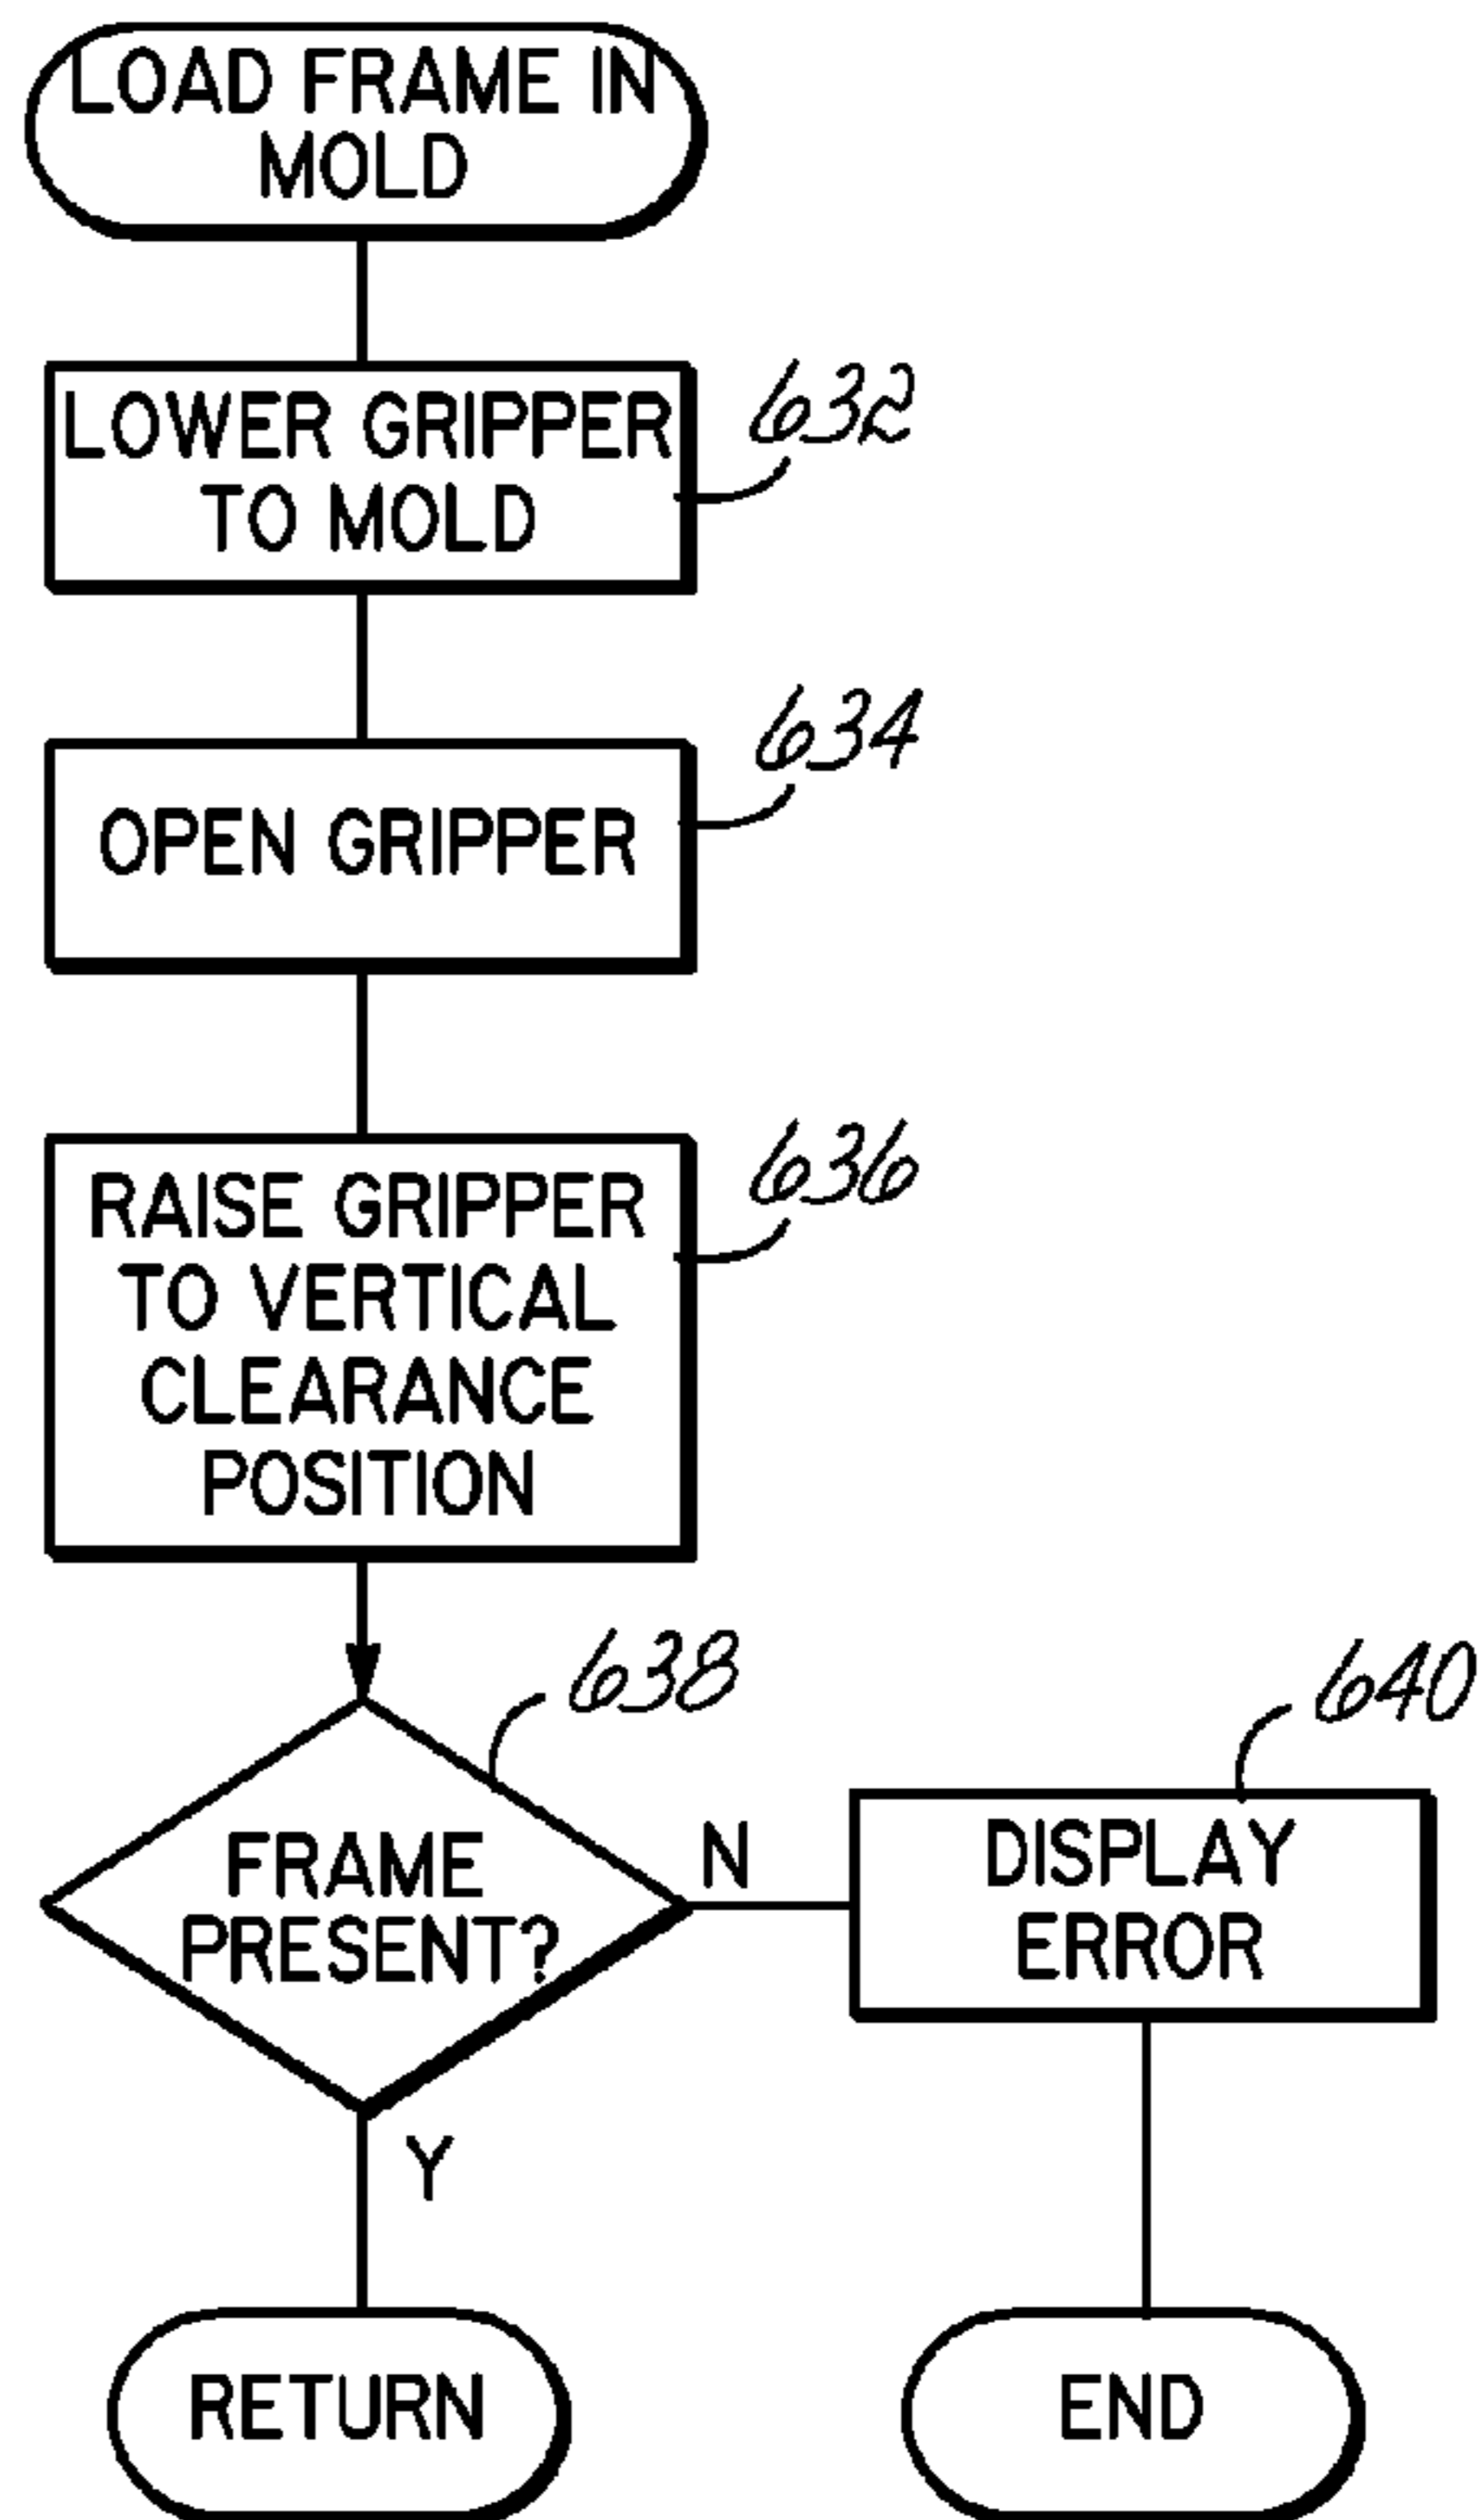 LOAD FRAME IN
MOLD
632
LOWER GRIPPER
TO MOLD
634
OPEN GRIPPER
636
RAISE GRIPPER
TO VERTICAL
CLEARANCE
POSITION
638
640
FRAME
PRESENT?
N
DISPLAY
ERROR
Y
RETURN
END